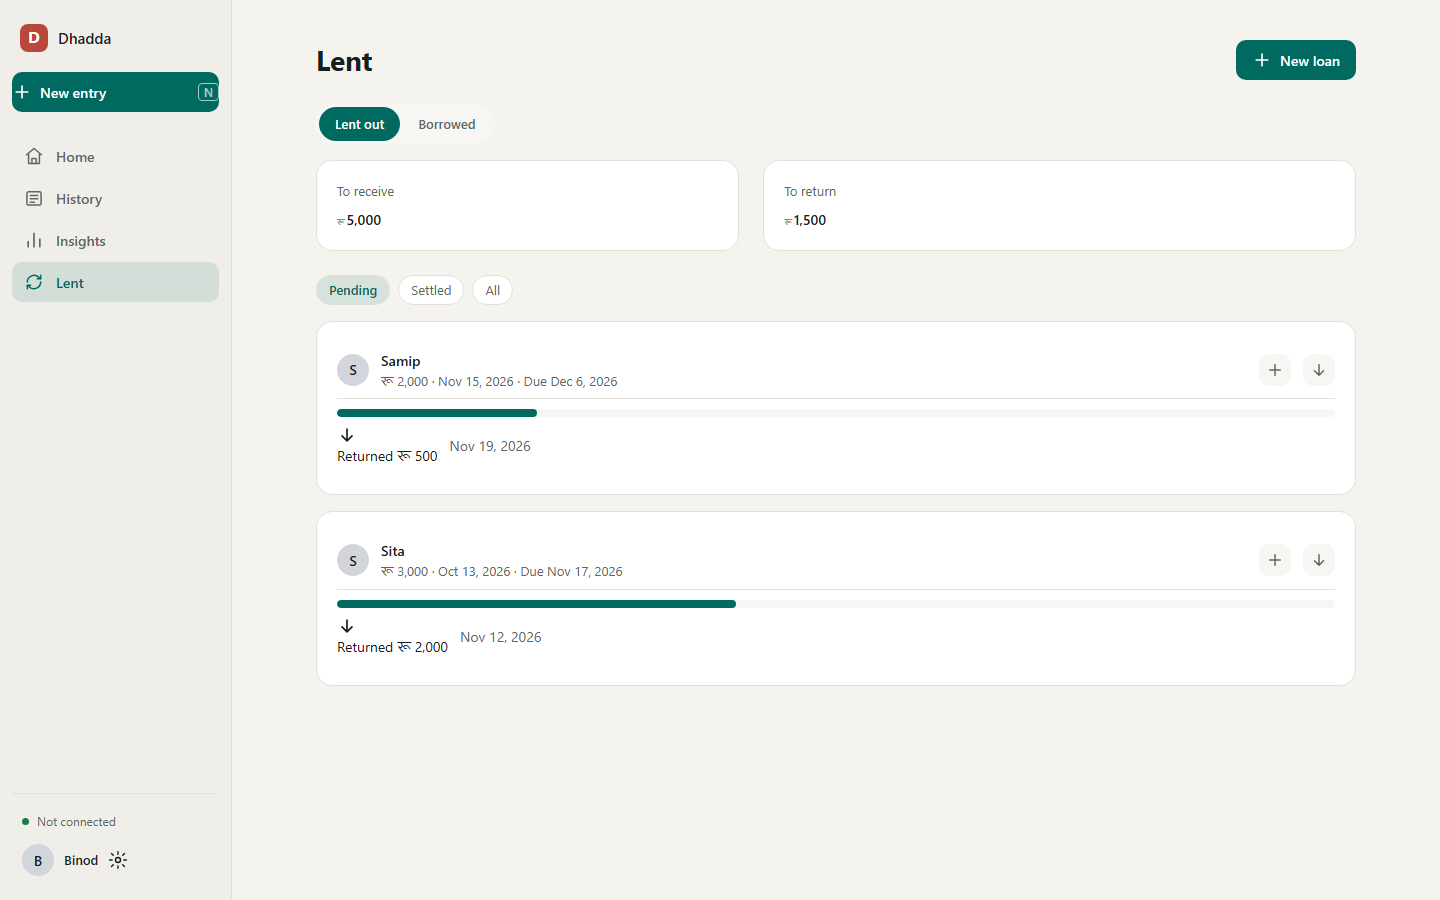 D Dhadda
New entry N
Home
History
Insights
Lent
Not connected
B Binod
Lent
New loan
Lent out Borrowed
To receive
रू 5,000
To return
रू 1,500
Pending Settled All
S Samip
रू 2,000 · Nov 15, 2026 · Due Dec 6, 2026
Returned रू 500 Nov 19, 2026
S Sita
रू 3,000 · Oct 13, 2026 · Due Nov 17, 2026
Returned रू 2,000 Nov 12, 2026